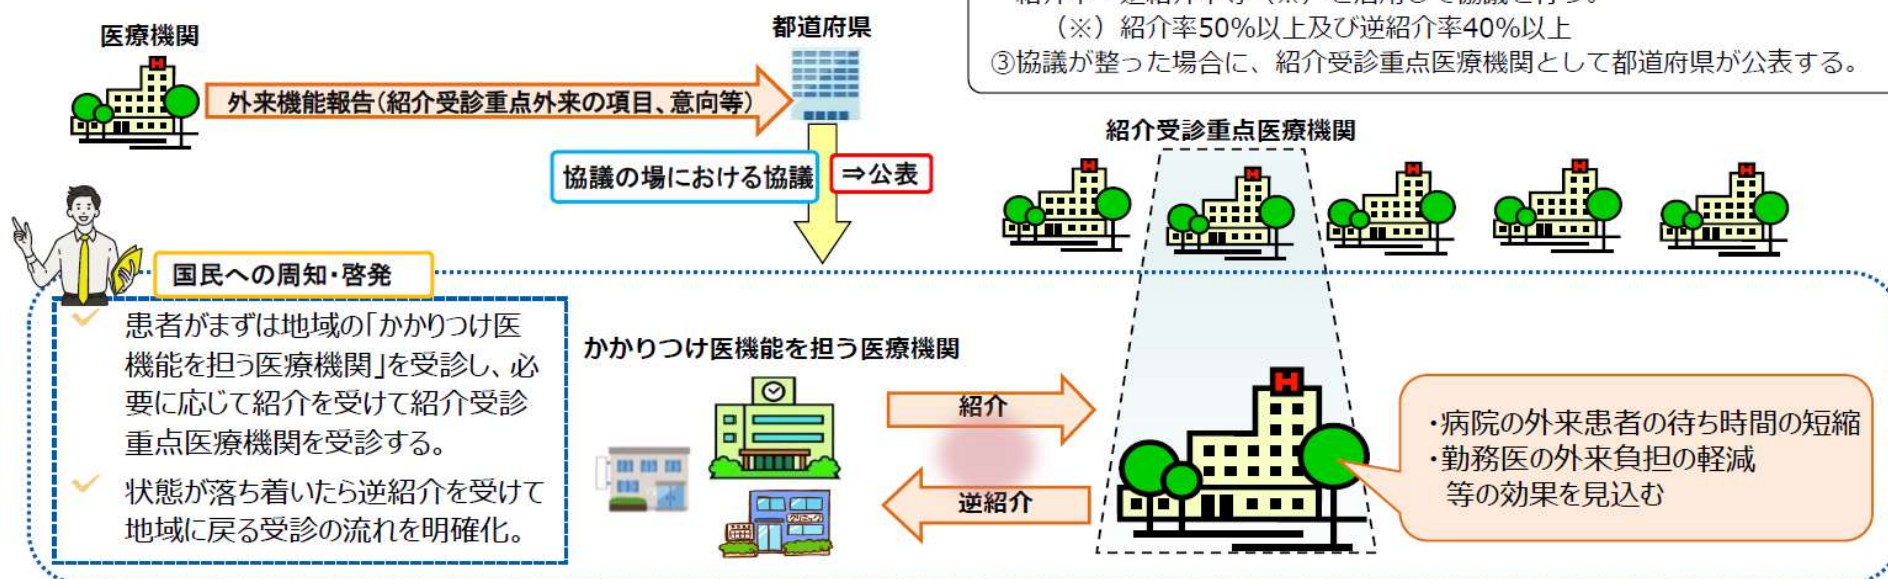 （※）紹介率50%以上及び逆紹介率40%以上
③協議が整った場合に、紹介受診重点医療機関として都道府県が公表する。
医療機関
都道府県
外来機能報告(紹介受診重点外来の項目、意向等)
協議の場における協議
⇒公表
紹介受診重点医療機関
国民への周知・啓発
患者がまずは地域の「かかりつけ医
機能を担う医療機関」を受診し、必
要に応じて紹介を受けて紹介受診
重点医療機関を受診する。
状態が落ち着いたら逆紹介を受けて
地域に戻る受診の流れを明確化。
かかりつけ医機能を担う医療機関
紹介
逆紹介
・病院の外来患者の待ち時間の短縮
・勤務医の外来負担の軽減
等の効果を見込む